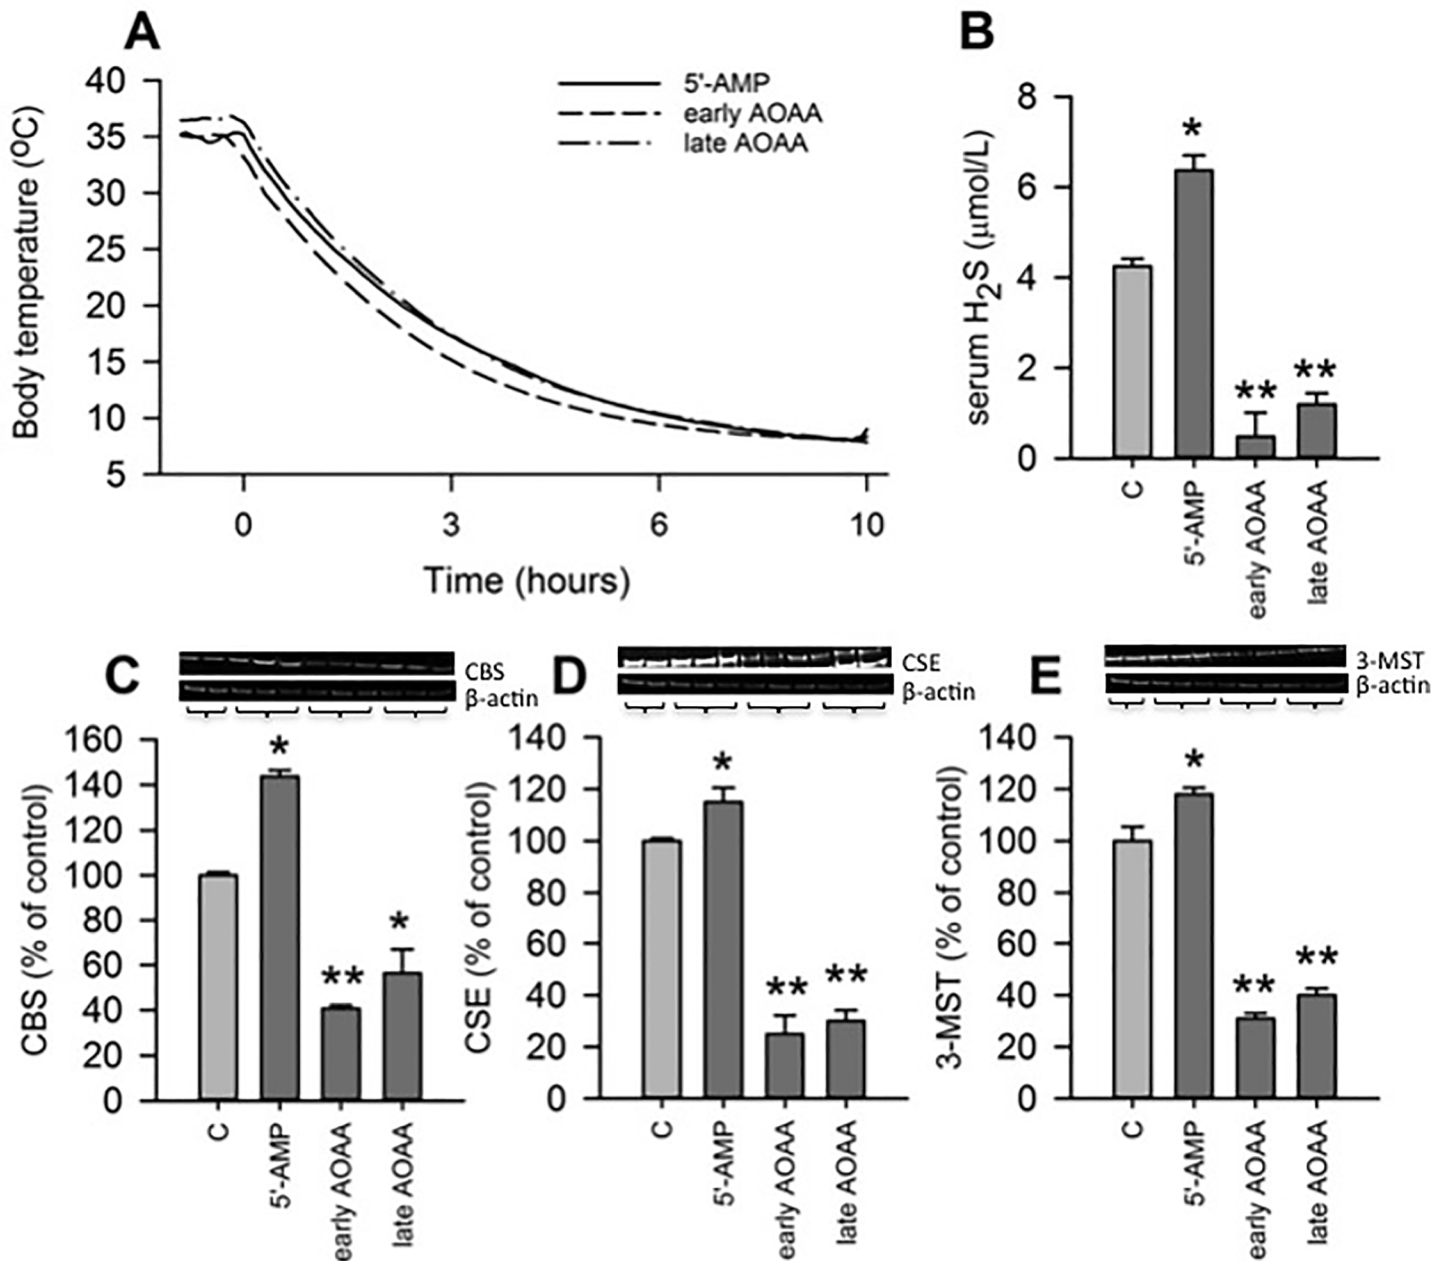 A
40
35
30
25
20
15
10
5
Body temperature (ºC)
0 3 6 10
Time (hours)
5'-AMP
early AOAA
late AOAA
B
8
6
4
2
0
serum H2S (μmol/L)
*
**
**
C
5'-AMP
early AOAA
late AOAA
C
CBS
β-actin
160
140
120
100
80
60
40
20
0
CBS (% of control)
*
**
*
C
5'-AMP
early AOAA
late AOAA
D
CSE
β-actin
140
120
100
80
60
40
20
0
CSE (% of control)
*
**
**
C
5'-AMP
early AOAA
late AOAA
E
3-MST
β-actin
140
120
100
80
60
40
20
0
3-MST (% of control)
*
**
**
C
5'-AMP
early AOAA
late AOAA